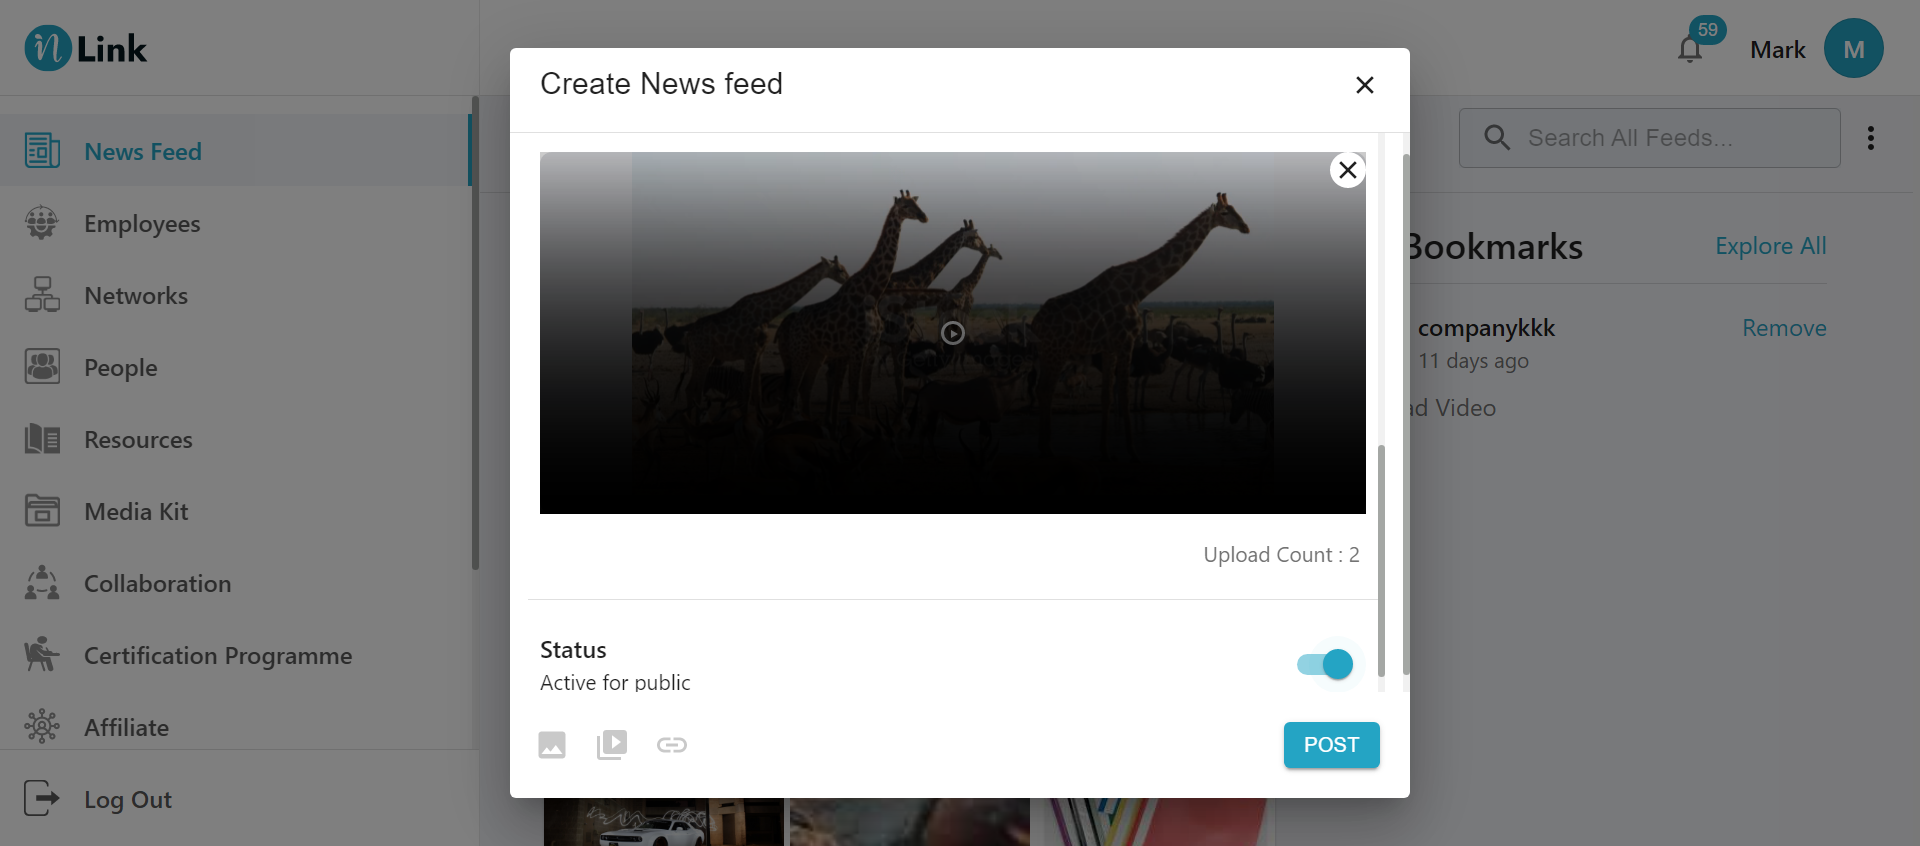 n Link
59
Mark
M
Create News feed
Search All Feeds...
News Feed
Employees
Networks
People
Resources
Media Kit
Collaboration
Certification Programme
Affiliate
Log Out
Upload Count : 2
Status
Active for public
POST
Bookmarks
Explore All
companykkk
Remove
11 days ago
ad Video